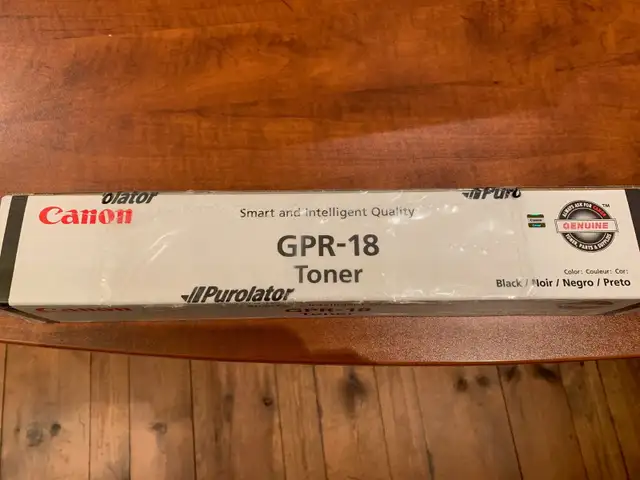 olator
Puro
Canon
Smart and Intelligent Quality
GENUINE
GPR-18
Toner
Color: Couleur: Cor:
Black / Noir / Negro / Preto
Purolator
Canon
GPR-18
Toner